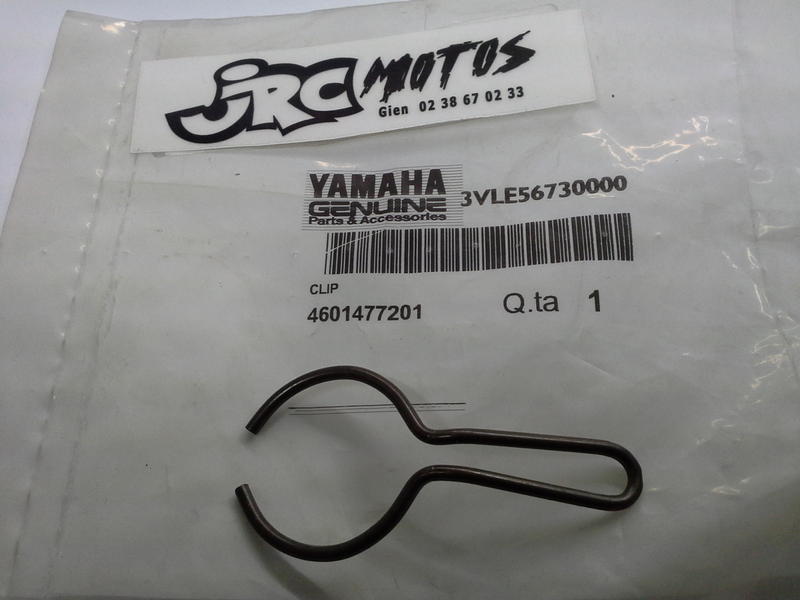 JRC MOTOS
Gien 02 38 67 02 33
YAMAHA
GENUINE
Parts & Accessories
3VLE56730000
CLIP
4601477201
Q.ta 1